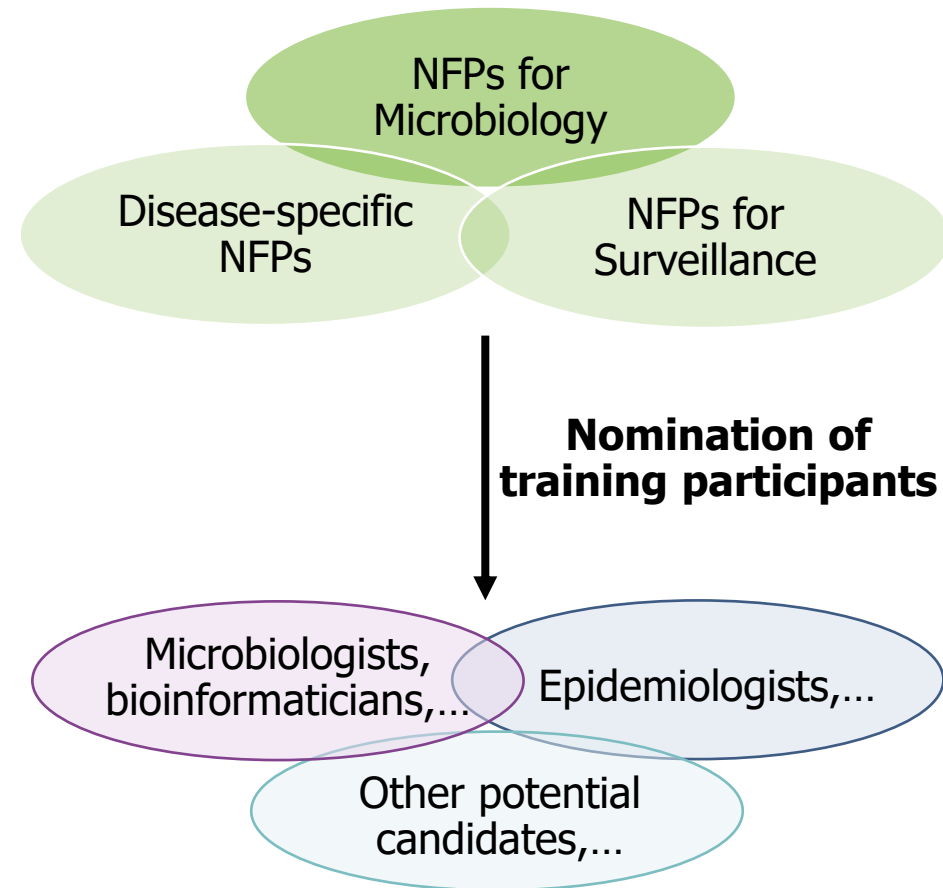 NFPs for
Microbiology
Disease-specific
NFPs
NFPs for
Surveillance
Nomination of
training participants
Microbiologists,
bioinformaticians,…
Epidemiologists,…
Other potential
candidates,…